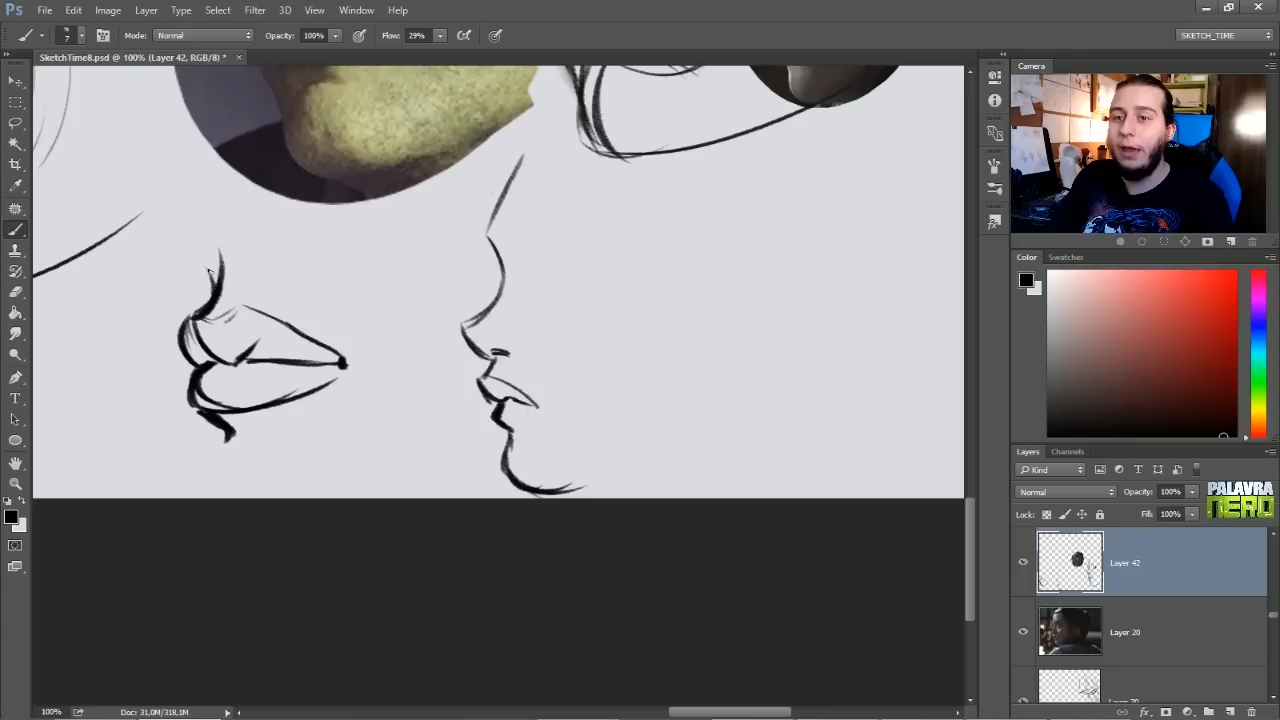 Ps File Edit Image Layer Type Select Filter 3D View Window Help
7 Mode: Normal Opacity: 100% Flow: 29% SKETCH_TIME
SketchTime8.psd @ 100% (Layer 42, RGB/8) * ×
Camera
Color Swatches
Layers Channels
Kind
Normal Opacity: 100%
PALAVRA
NERD
Lock: Fill: 100%
Layer 42
Layer 20
100% Doc: 31,0M/318,1M